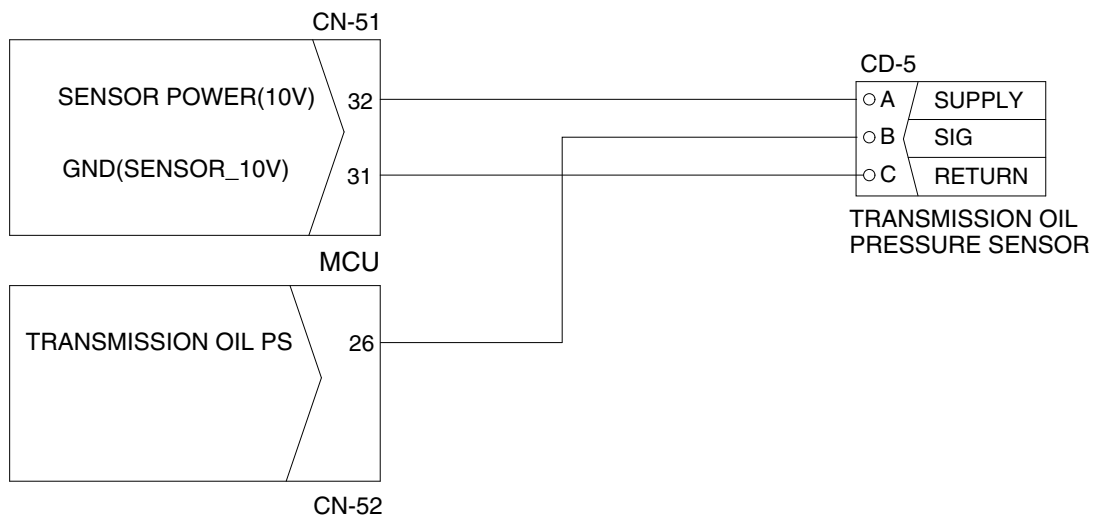 CN-51
SENSOR POWER(10V) 32
GND(SENSOR_10V) 31
MCU
TRANSMISSION OIL PS 26
CN-52
CD-5
A SUPPLY
B SIG
C RETURN
TRANSMISSION OIL
PRESSURE SENSOR